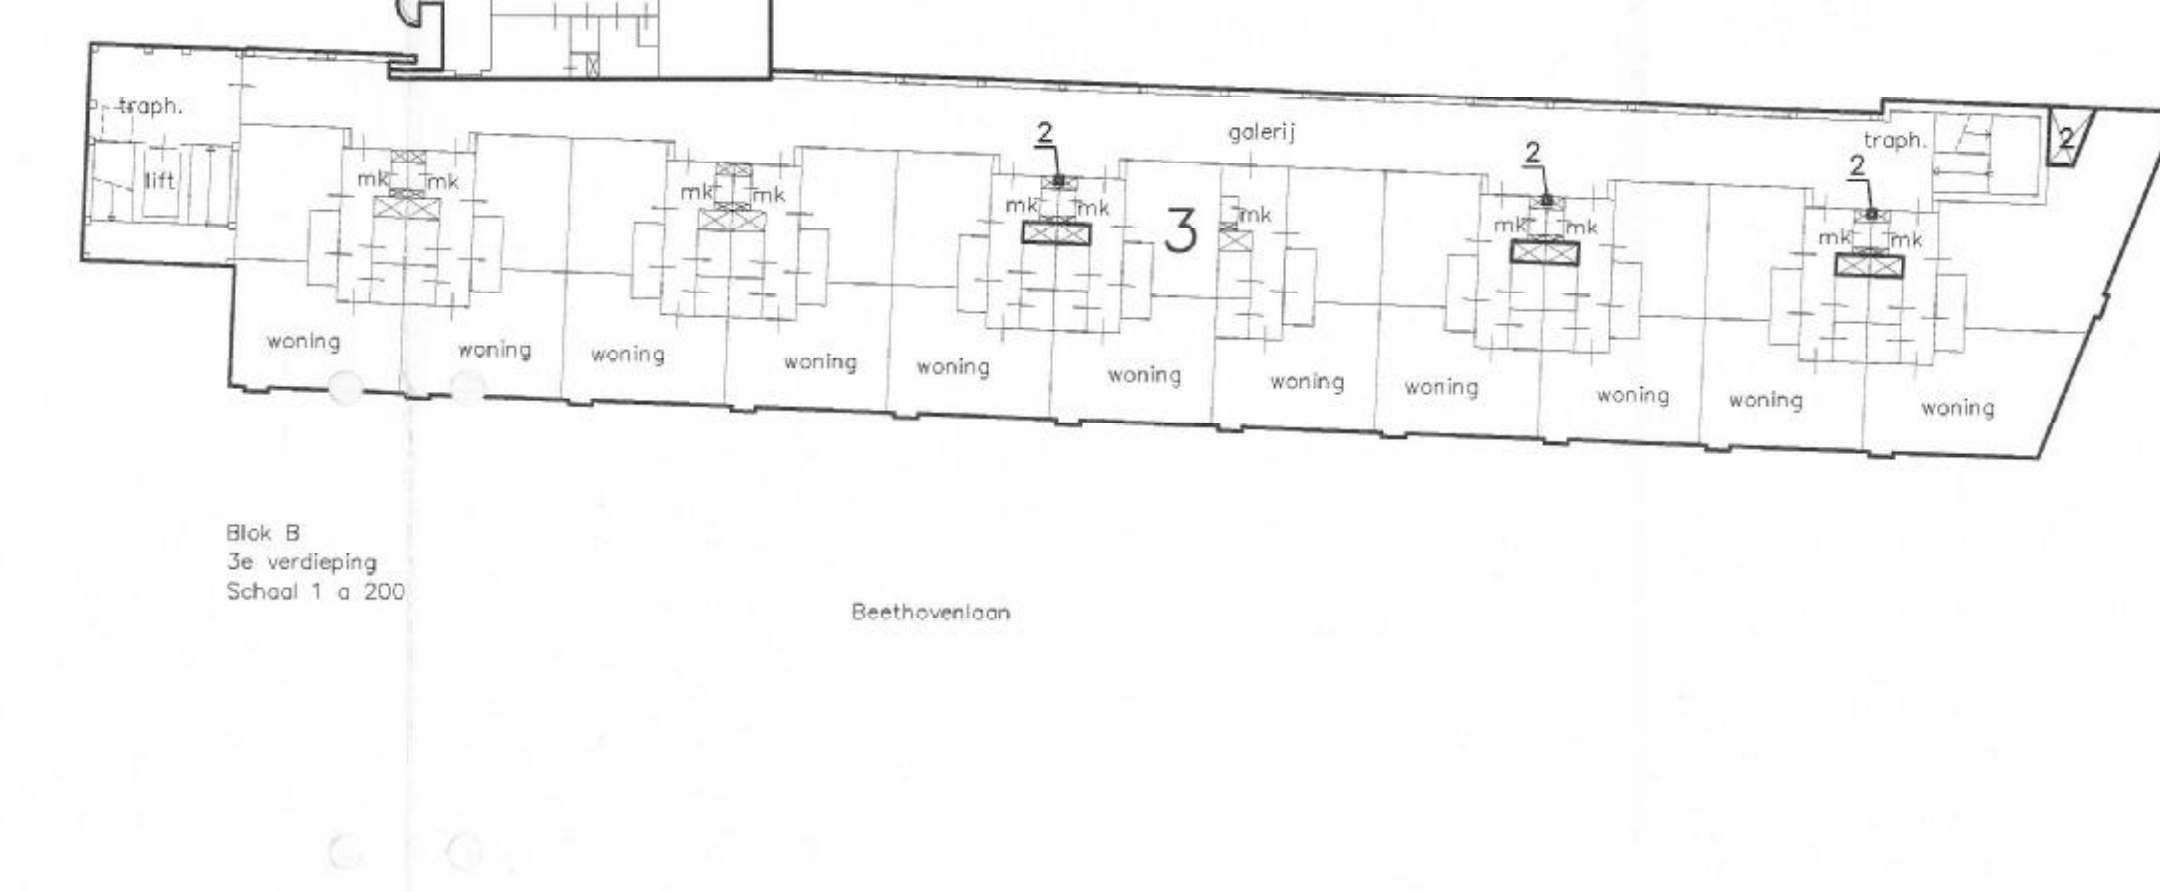 traph.
lift
mk
mk
mk
mk
2
mk
mk
3
galerij
mk
2
mk
mk
2
mk
mk
traph.
2
woning
woning
woning
woning
woning
woning
woning
woning
woning
woning
woning
Blok B
3e verdieping
Schaal 1 a 200
Beethovenlaan